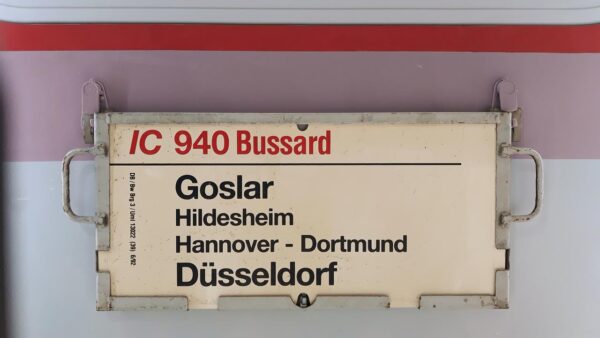 IC 940 Bussard
Goslar
Hildesheim
Hannover - Dortmund
Düsseldorf